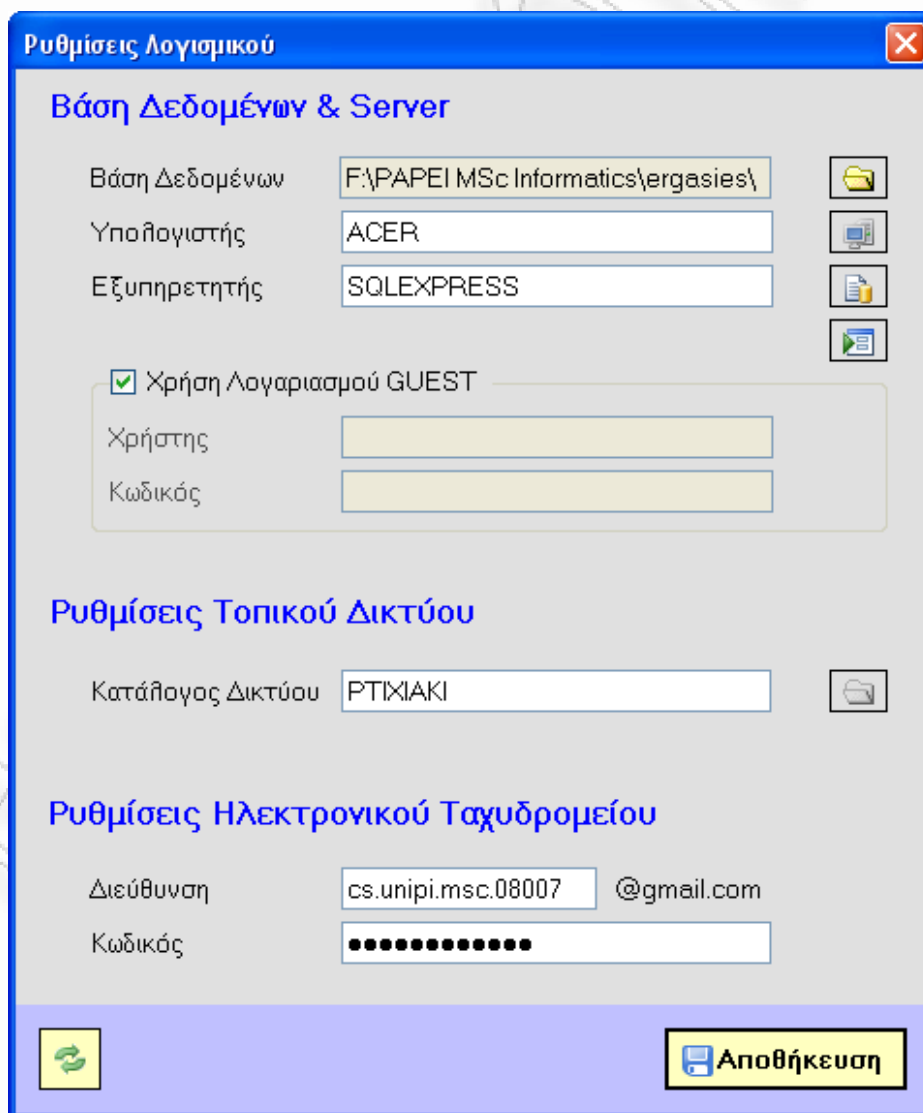 Ρυθμίσεις Λογισμικού
Βάση Δεδομένων & Server
Βάση Δεδομένων F:\PAPEI MSc Informatics\ergasies\
Υπολογιστής ACER
Εξυπηρετητής SQLEXPRESS
Χρήση Λογαριασμού GUEST
Χρήστης
Κωδικός
Ρυθμίσεις Τοπικού Δικτύου
Κατάλογος Δικτύου PTIXIAKI
Ρυθμίσεις Ηλεκτρονικού Ταχυδρομείου
Διεύθυνση cs.unipi.msc.08007 @gmail.com
Κωδικός ●●●●●●●●●●●●
Αποθήκευση